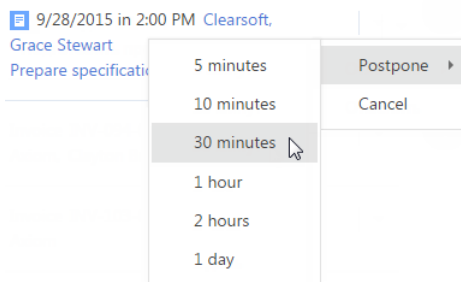 9/28/2015 in 2:00 PM Clearsoft,
Grace Stewart
Prepare specificatio
5 minutes
10 minutes
30 minutes
1 hour
2 hours
1 day
Postpone
Cancel